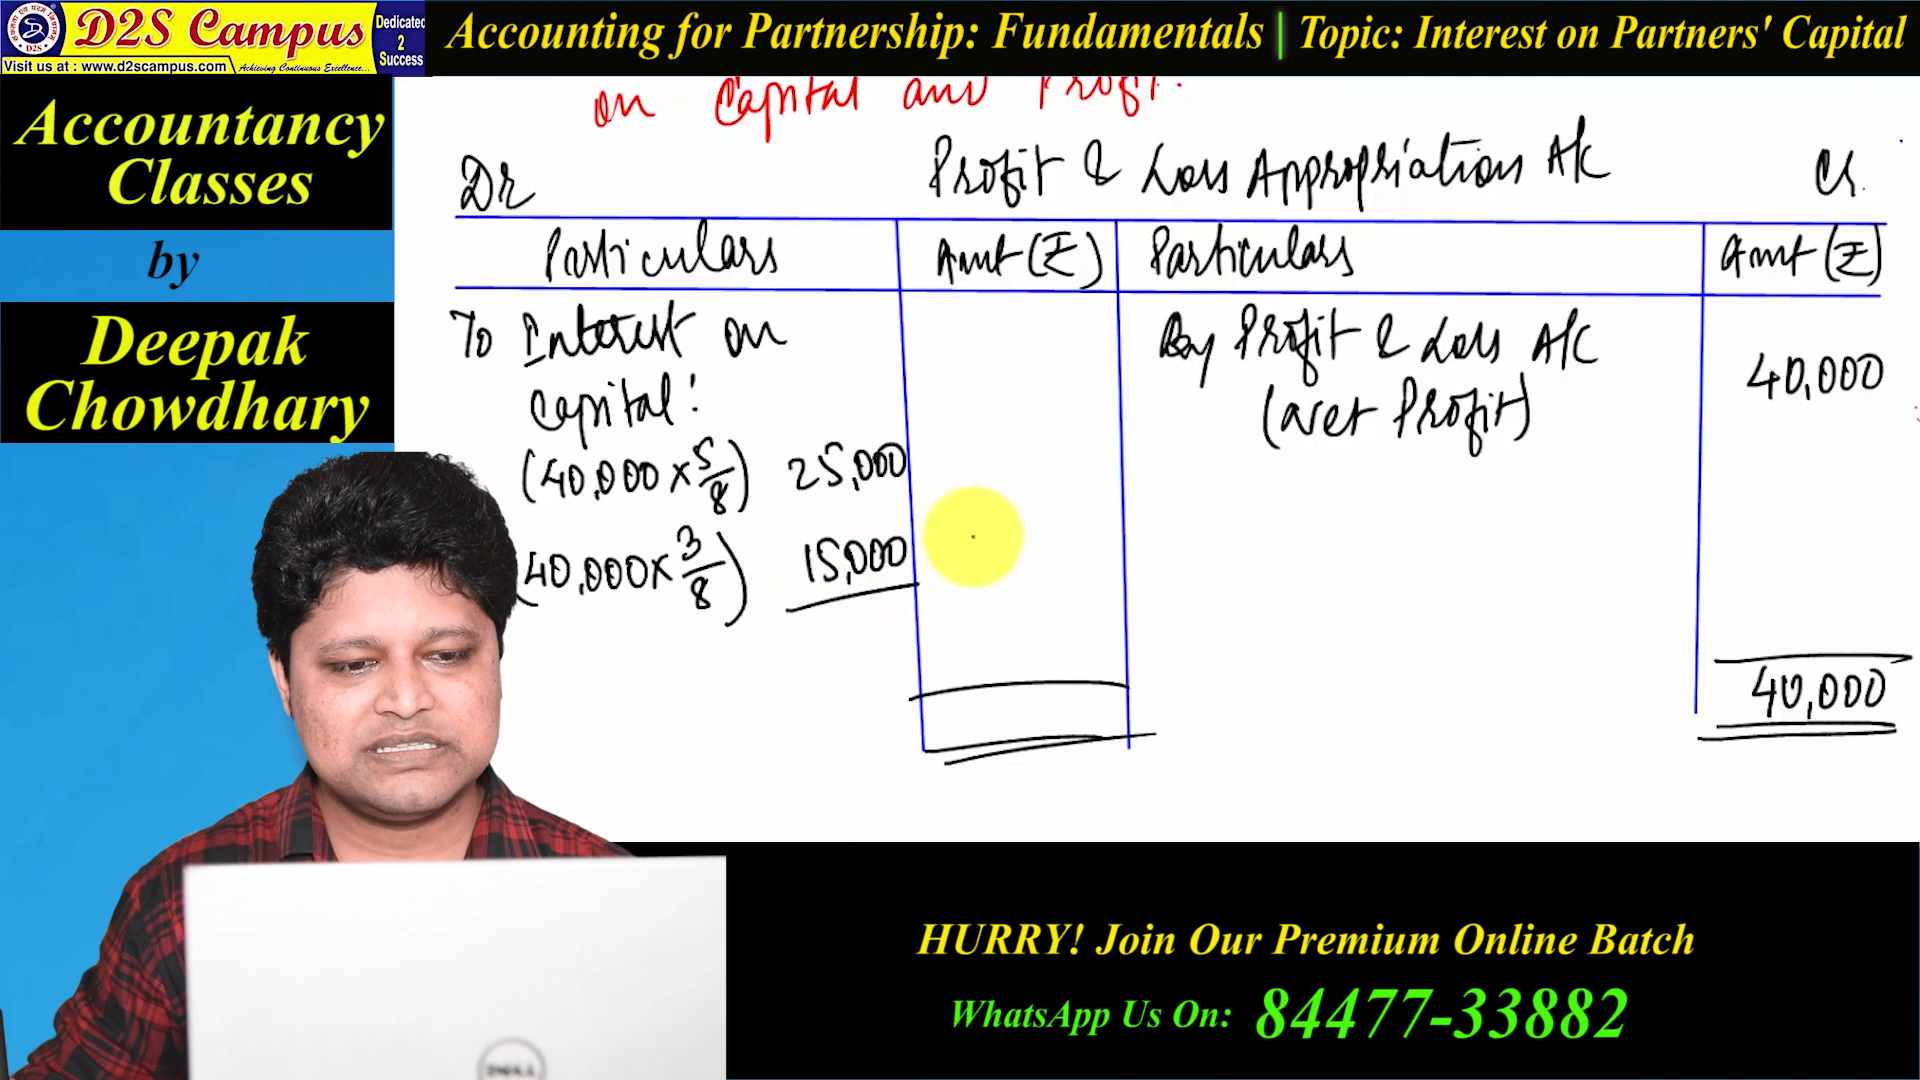 D2S Campus
Dedicated
2
Success
Visit us at : www.d2scampus.com
Achieving Continuous Excellence...
D2S
Accounting for Partnership: Fundamentals | Topic: Interest on Partners' Capital
Accountancy
Classes
by
Deepak
Chowdhary
on Capital and Profit.
Dr Profit & Loss Appropriation A/c Cr.
Particulars Amt (₹) Particulars Amt (₹)
To Interest on
capital:
(40,000 × 5/8) 25,000
(40,000 × 3/8) 15,000
By Profit & Loss A/c
(Net Profit)
40,000
40,000
HURRY! Join Our Premium Online Batch
WhatsApp Us On: 84477-33882
DELL